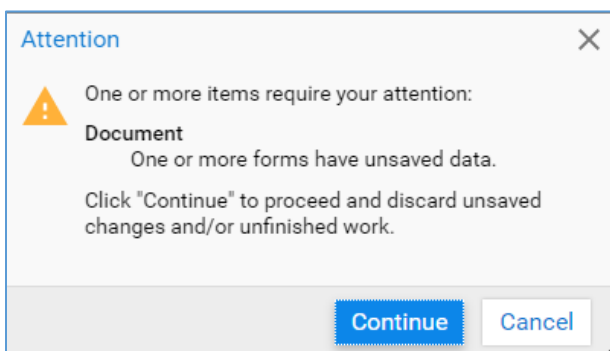 Attention
One or more items require your attention:
Document
One or more forms have unsaved data.
Click "Continue" to proceed and discard unsaved
changes and/or unfinished work.
Continue
Cancel